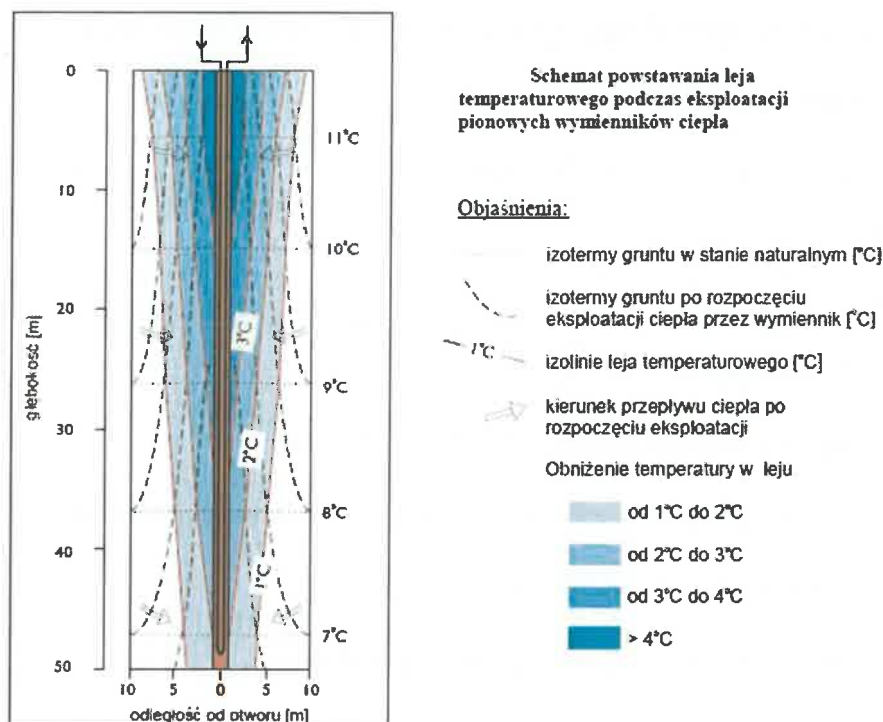 Schemat powstawania leja
temperaturowego podczas eksploatacji
pionowych wymienników ciepła
Objaśnienia:
izotermy gruntu w stanie naturalnym [°C]
izotermy gruntu po rozpoczęciu
eksploatacji ciepła przez wymiennik [°C]
1°C
izolinie leja temperaturowego [°C]
kierunek przepływu ciepła po
rozpoczęciu eksploatacji
Obniżenie temperatury w leju
od 1°C do 2°C
od 2°C do 3°C
od 3°C do 4°C
> 4°C
głębokość [m]
0
10
20
30
40
50
11°C
10°C
9°C
8°C
7°C
3°C
2°C
1°C
10 5 0 5 10
odległość od otworu [m]